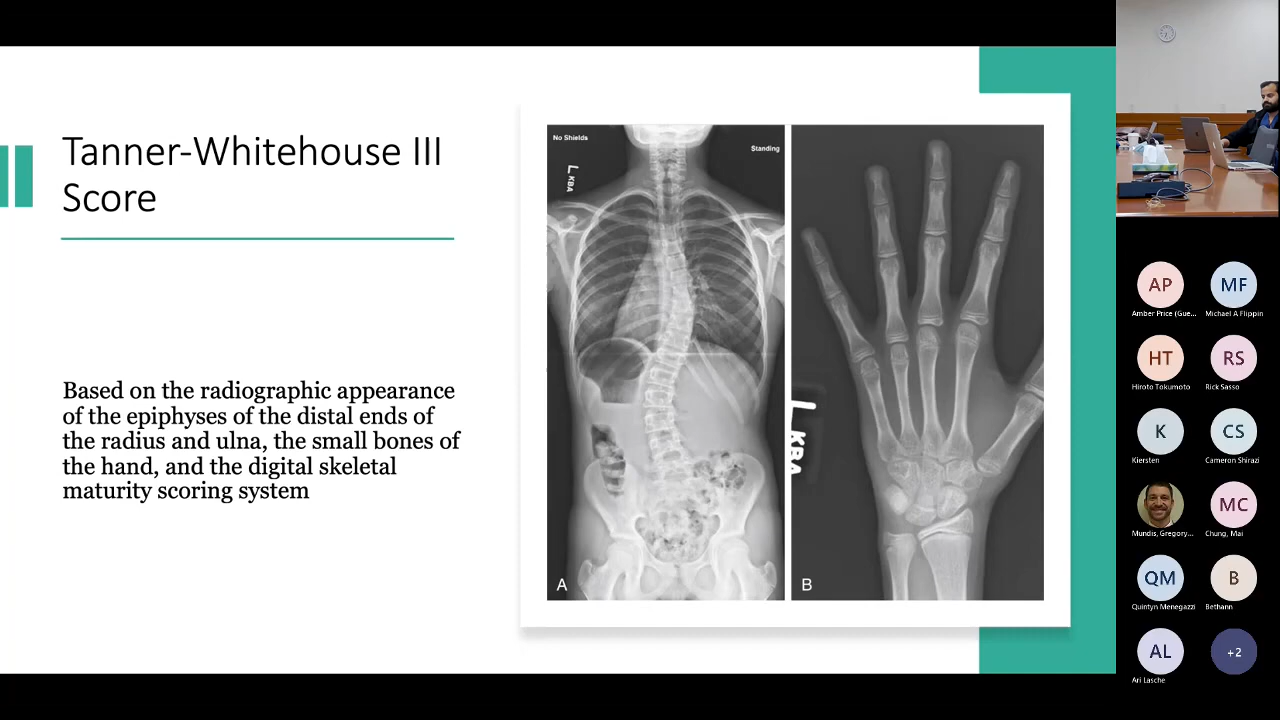 Tanner-Whitehouse III
Score
Based on the radiographic appearance
of the epiphyses of the distal ends of
the radius and ulna, the small bones of
the hand, and the digital skeletal
maturity scoring system
No Shields
Standing
L KBA
A
L KBA
B
AP
MF
Amber Price (Gue...
Michael A Flippin
HT
RS
Hiroto Tokumoto
Rick Sasso
K
CS
Kiersten
Cameron Shirazi
MC
Mundis, Gregory...
Chung, Mai
QM
B
Quintyn Menegazzi
Bethann
AL
+2
Ari Lasche